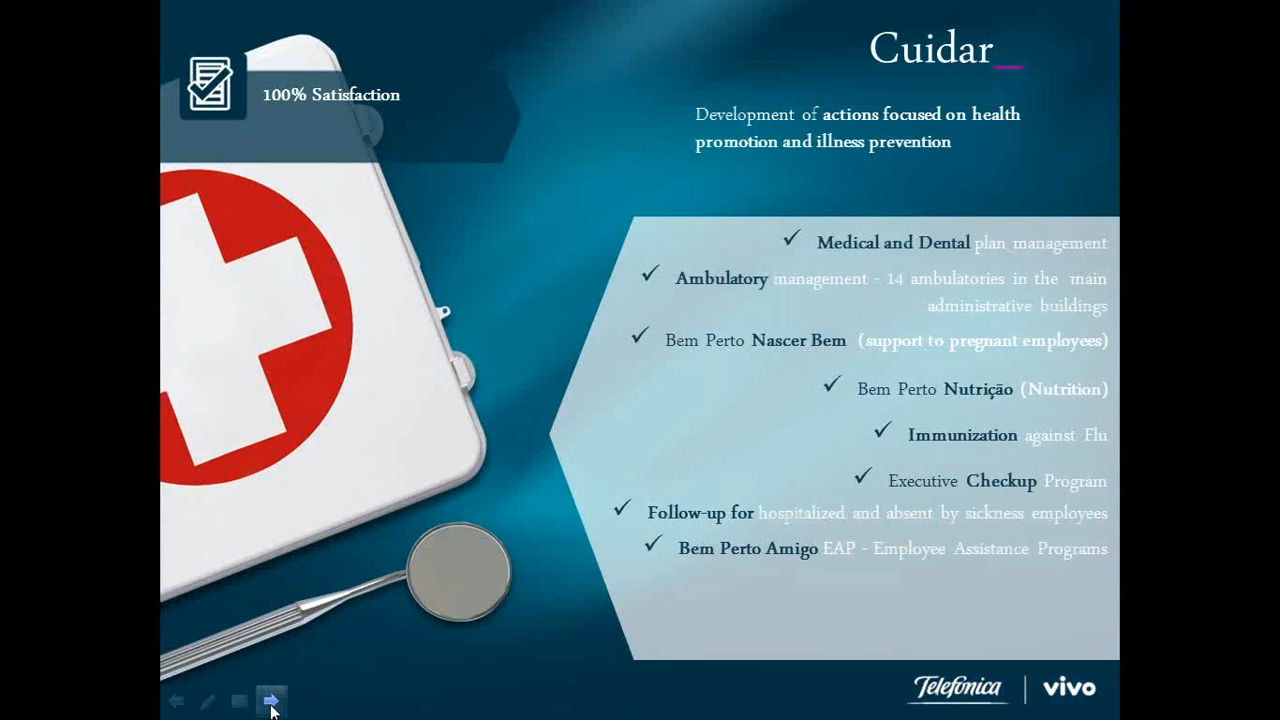 Cuidar_
100% Satisfaction
Development of actions focused on health
promotion and illness prevention
✓ Medical and Dental plan management
✓ Ambulatory management - 14 ambulatories in the main
administrative buildings
✓ Bem Perto Nascer Bem (support to pregnant employees)
✓ Bem Perto Nutrição (Nutrition)
✓ Immunization against Flu
✓ Executive Checkup Program
✓ Follow-up for hospitalized and absent by sickness employees
✓ Bem Perto Amigo EAP - Employee Assistance Programs
Telefónica | vivo